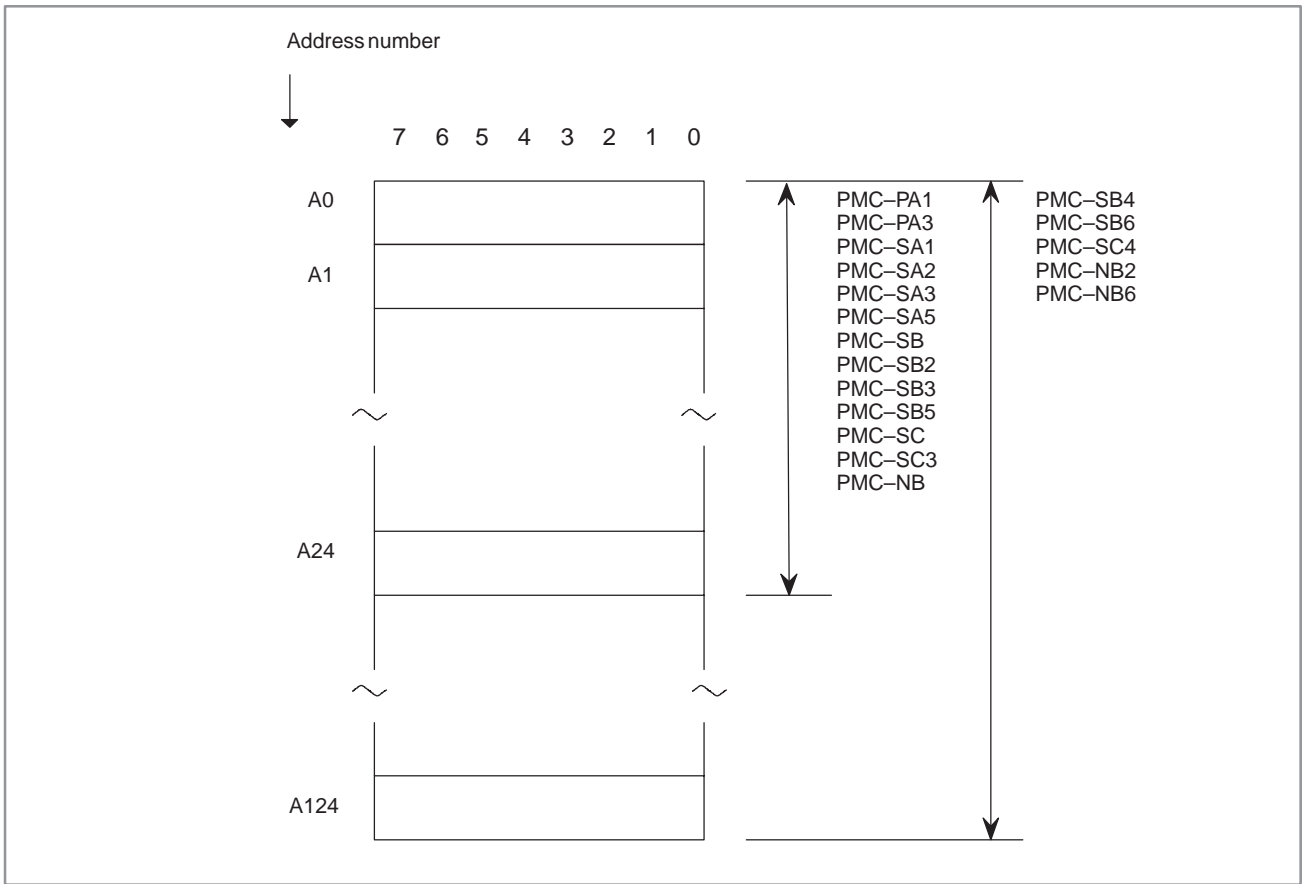 Address number
7 6 5 4 3 2 1 0
A0
A1
A24
A124
PMC–PA1
PMC–PA3
PMC–SA1
PMC–SA2
PMC–SA3
PMC–SA5
PMC–SB
PMC–SB2
PMC–SB3
PMC–SB5
PMC–SC
PMC–SC3
PMC–NB
PMC–SB4
PMC–SB6
PMC–SC4
PMC–NB2
PMC–NB6